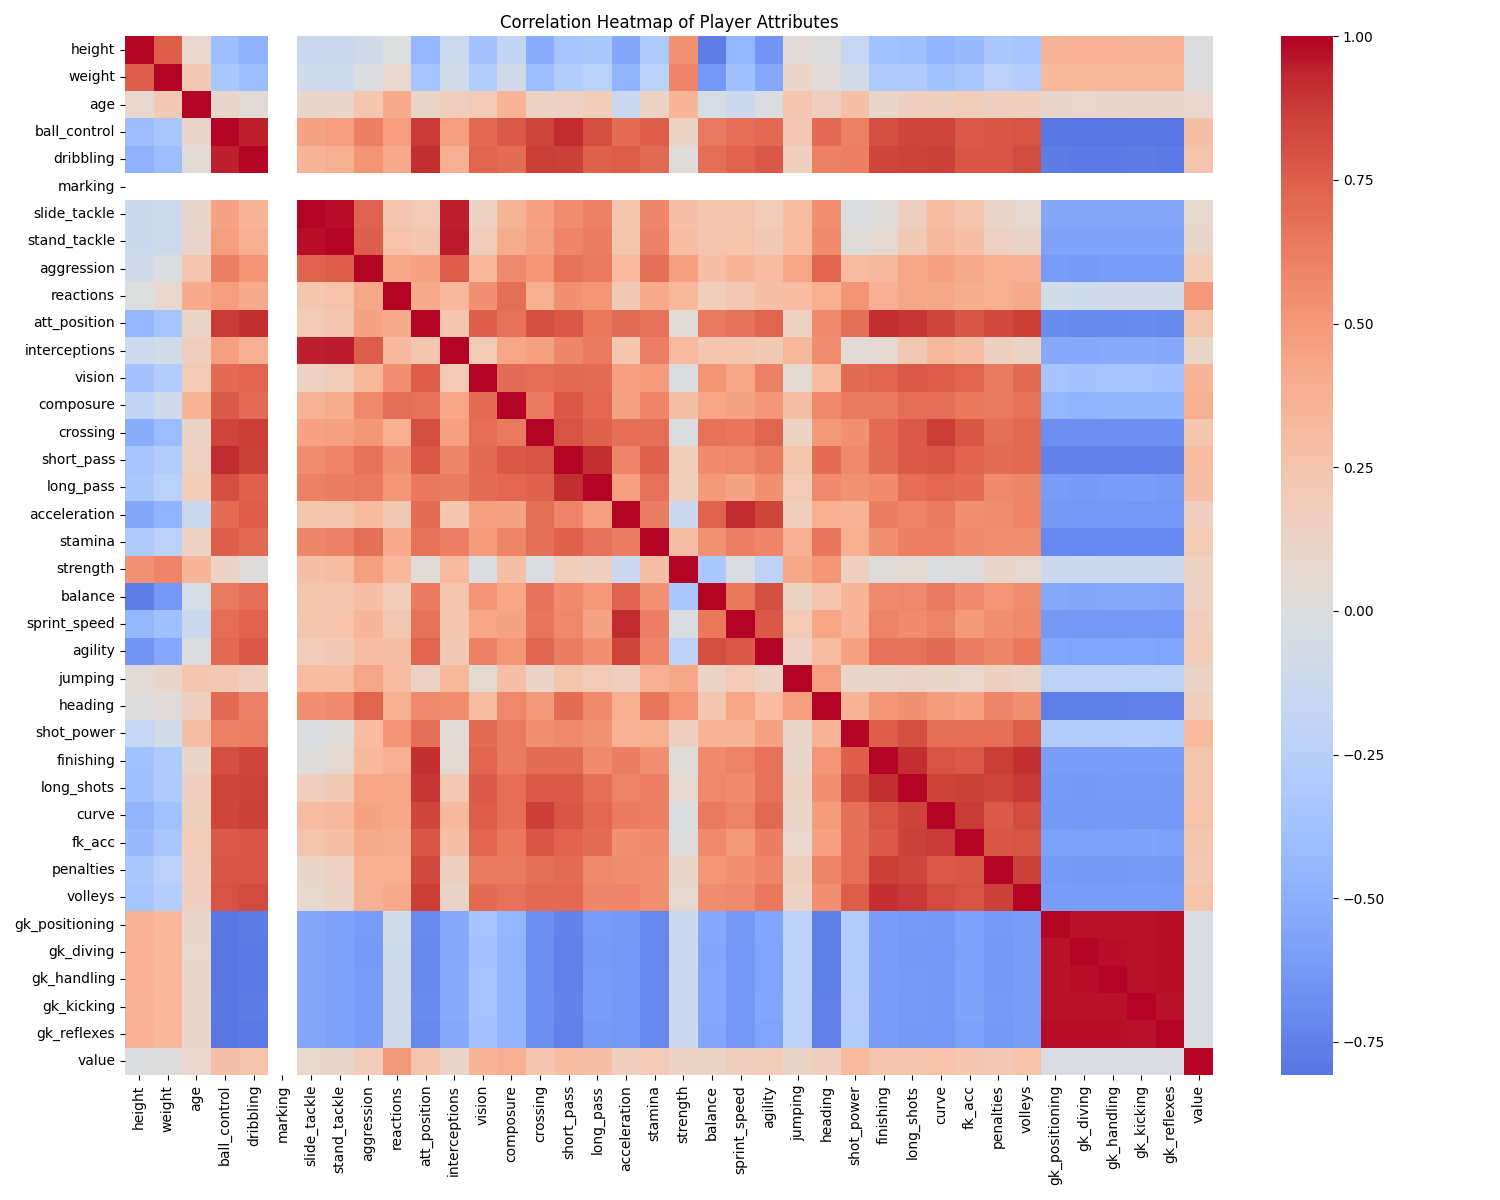 Correlation Heatmap of Player Attributes
height
weight
age
ball_control
dribbling
marking
slide_tackle
stand_tackle
aggression
reactions
att_position
interceptions
vision
composure
crossing
short_pass
long_pass
acceleration
stamina
strength
balance
sprint_speed
agility
jumping
heading
shot_power
finishing
long_shots
curve
fk_acc
penalties
volleys
gk_positioning
gk_diving
gk_handling
gk_kicking
gk_reflexes
value
height
weight
age
ball_control
dribbling
marking
slide_tackle
stand_tackle
aggression
reactions
att_position
interceptions
vision
composure
crossing
short_pass
long_pass
acceleration
stamina
strength
balance
sprint_speed
agility
jumping
heading
shot_power
finishing
long_shots
curve
fk_acc
penalties
volleys
gk_positioning
gk_diving
gk_handling
gk_kicking
gk_reflexes
value
1.00
0.75
0.50
0.25
0.00
−0.25
−0.50
−0.75